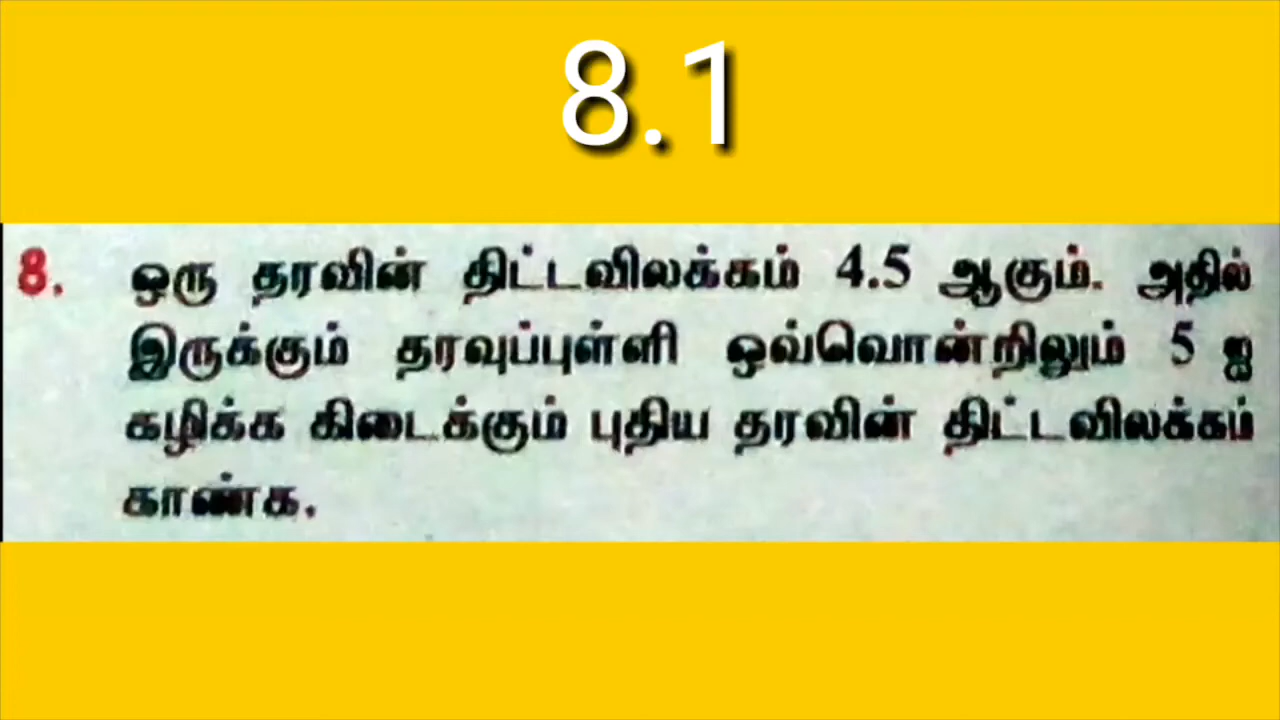 8.1
8. ஒரு தரவின் திட்டவிலக்கம் 4.5 ஆகும். அதில்
இருக்கும் தரவுப்புள்ளி ஒவ்வொன்றிலும் 5 ஐ
கழிக்க கிடைக்கும் புதிய தரவின் திட்டவிலக்கம்
காண்க.